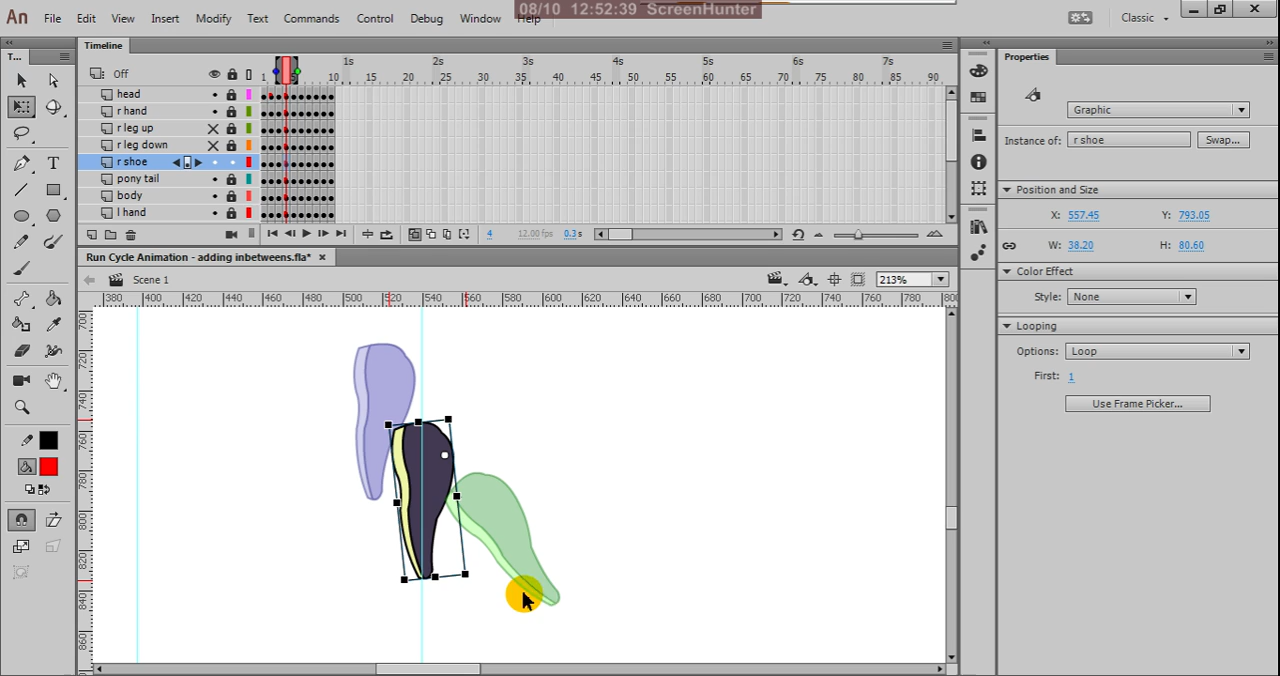 08/10 12:52:39 ScreenHunter
An File Edit View Insert Modify Text Commands Control Debug Window Help Classic
T... Timeline Properties
Off 1s 2s 3s 4s 5s 6s 7s
1 5 10 15 20 25 30 35 40 45 50 55 60 65 70 75 80 85 90
head
r hand
r leg up
r leg down
r shoe
pony tail
body
l hand
4 12.00 fps 0.3 s
Graphic
Instance of: r shoe Swap...
Position and Size
X: 557.45 Y: 793.05
W: 38.20 H: 80.60
Color Effect
Style: None
Looping
Options: Loop
First: 1
Use Frame Picker...
Run Cycle Animation - adding inbetweens.fla* x
Scene 1 213%
380 400 420 440 460 480 500 520 540 560 580 600 620 640 660 680 700 720 740 760 780 800
700
720
740
760
780
800
820
840
860